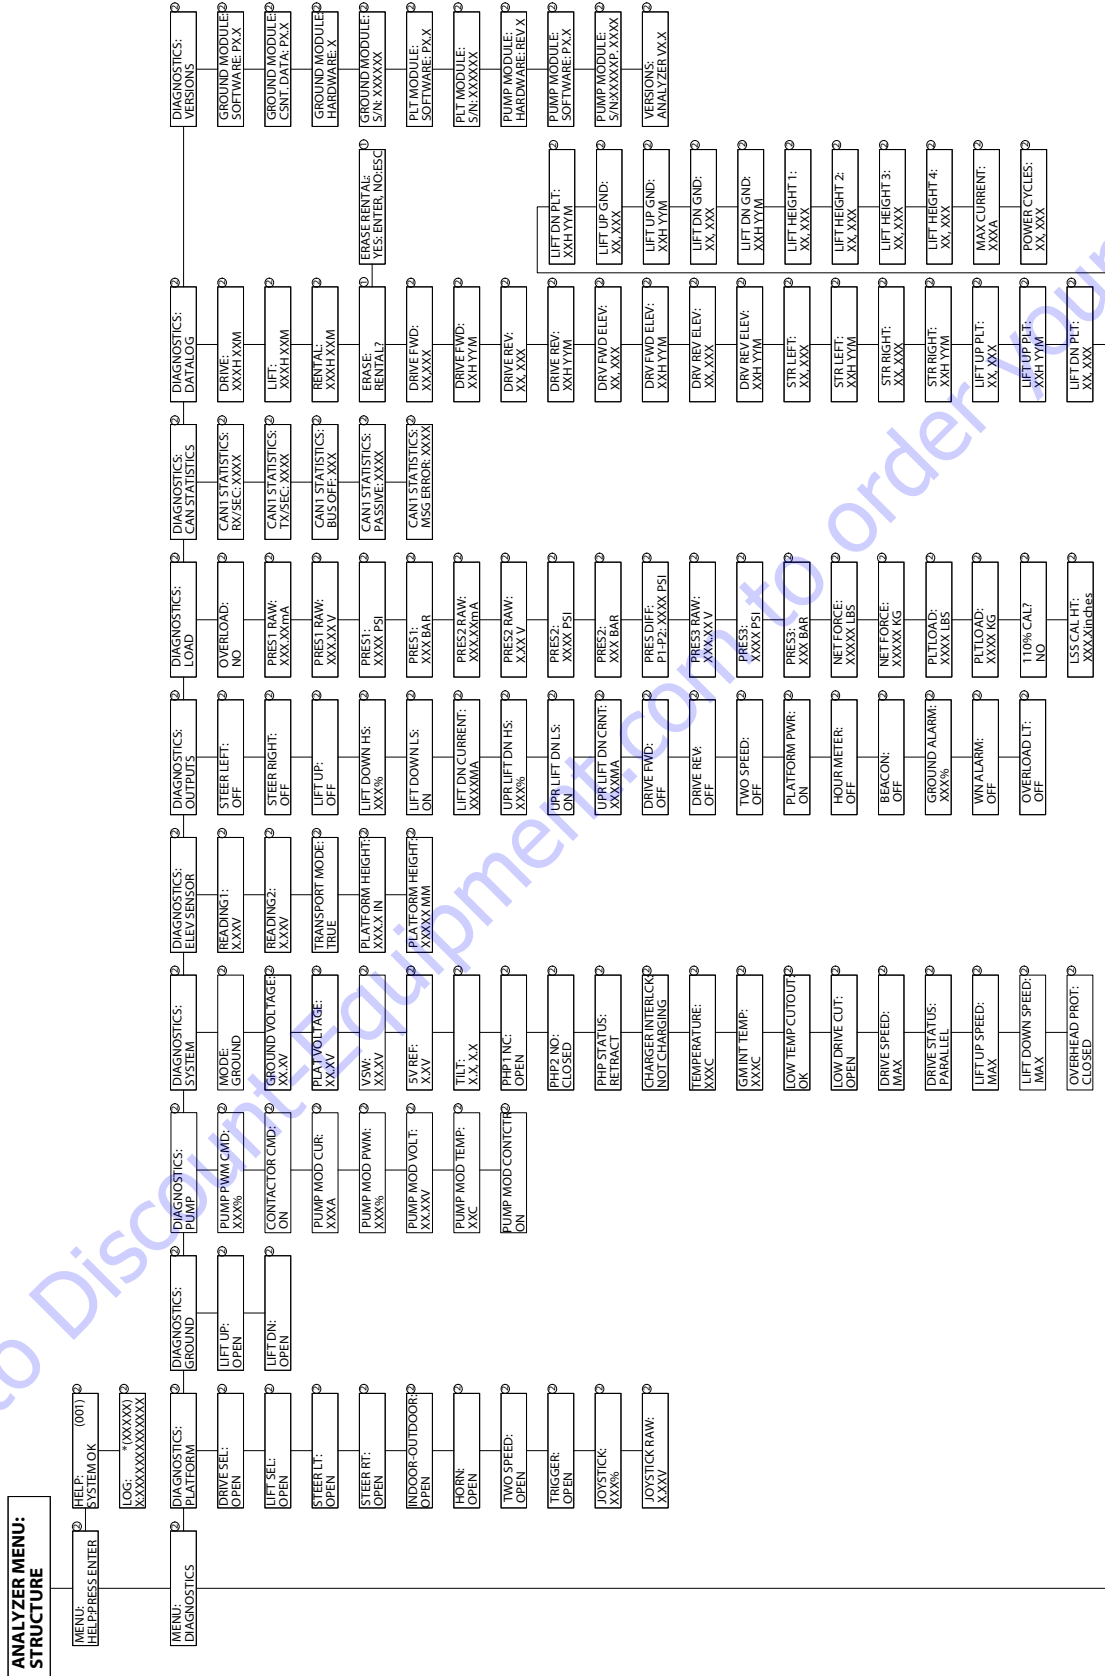 ANALYZER MENU:
STRUCTURE
MENU:
HELP:PRESS ENTER
HELP: (001)
SYSTEM OK
LOG: *(XXXXX)
X:XXXXXXXXXXXXXX
MENU:
DIAGNOSTICS
DIAGNOSTICS:
PLATFORM
DRIVE SEL:
OPEN
LIFT SEL:
OPEN
STEER LT:
OPEN
STEER RT:
OPEN
INDOOR-OUTDOOR:
OPEN
HORN:
OPEN
TWO SPEED:
OPEN
TRIGGER:
OPEN
JOYSTICK:
XXX%
JOYSTICK RAW:
X.XXV
DIAGNOSTICS:
GROUND
LIFT UP:
OPEN
LIFT DN:
OPEN
DIAGNOSTICS:
PUMP
PUMP PWM CMD:
XXX%
CONTACTOR CMD:
ON
PUMP MOD CUR:
XXXA
PUMP MOD PWM:
XXX%
PUMP MOD VOLT:
XX.XXV
PUMP MOD TEMP:
XXC
PUMP MOD CONTCTR
ON
DIAGNOSTICS:
SYSTEM
MODE:
GROUND
GROUND VOLTAGE:
XX.XV
PLAT VOLTAGE:
XX.XV
VSW:
XX.XV
5V REF:
X.XV
TILT:
X.X, X.X
PHP1 NC:
OPEN
PHP2 NO:
CLOSED
PHP STATUS:
RETRACT
CHARGER INTERLCK:
NOT CHARGING
TEMPERATURE:
XXXC
GM INT TEMP:
XXXC
LOW TEMP CUTOUT:
OK
LOW DRIVE CUT:
OPEN
DRIVE SPEED:
MAX
DRIVE STATUS:
PARALLEL
LIFT UP SPEED:
MAX
LIFT DOWN SPEED:
MAX
OVERHEAD PROT:
CLOSED
DIAGNOSTICS:
ELEV SENSOR
READING1:
X.XXV
READING2:
X.XXV
TRANSPORT MODE:
TRUE
PLATFORM HEIGHT:
XXX.X IN
PLATFORM HEIGHT:
XXXXX MM
DIAGNOSTICS:
OUTPUTS
STEER LEFT:
OFF
STEER RIGHT:
OFF
LIFT UP:
OFF
LIFT DOWN HS:
XXX%
LIFT DOWN LS:
ON
LIFT DN CURRENT:
XXXXMA
UPR LIFT DN HS:
XXX%
UPR LIFT DN LS:
ON
UPR LIFT DN CRNT:
XXXXMA
DRIVE FWD:
OFF
DRIVE REV:
OFF
TWO SPEED:
OFF
PLATFORM PWR:
ON
HOUR METER:
OFF
BEACON:
OFF
GROUND ALARM:
XXX%
WN ALARM:
OFF
OVERLOAD LT:
OFF
DIAGNOSTICS:
LOAD
OVERLOAD:
NO
PRES1 RAW:
XXX.XXmA
PRES1 RAW:
XXX.XX V
PRES1:
XXXX PSI
PRES1:
XXX BAR
PRES2 RAW:
XXX.XXmA
PRES2 RAW:
X.XX V
PRES2:
XXXX PSI
PRES2:
XXX BAR
PRES DIFF:
P1-P2: XXXX PSI
PRES3 RAW:
XXX.XX V
PRES3:
XXXX PSI
PRES3:
XXX BAR
NET FORCE:
XXXXX LBS
NET FORCE:
XXXXX KG
PLTLOAD:
XXXX LBS
PLTLOAD:
XXXX KG
110% CAL?
NO
LSS CAL HT:
XXX.Xinches
DIAGNOSTICS:
CAN STATISTICS
CAN1 STATISTICS:
RX/SEC: XXXX
CAN1 STATISTICS:
TX/SEC: XXXX
CAN1 STATISTICS:
BUS OFF: XXX
CAN1 STATISTICS:
PASSIVE: XXXX
CAN1 STATISTICS:
MSG ERROR: XXXX
DIAGNOSTICS:
DATALOG
DRIVE:
XXXH XXM
LIFT:
XXXH XXM
RENTAL:
XXXH XXM
ERASE:
RENTAL?
ERASE RENTAL:
YES: ENTER, NO:ESC
DRIVE FWD:
XX,XXX
DRIVE FWD:
XXH YYM
DRIVE REV:
XX, XXX
DRIVE REV:
XXH YYM
DRV FWD ELEV:
XX, XXX
DRV FWD ELEV:
XXH YYM
DRV REV ELEV:
XX, XXX
DRV REV ELEV:
XXH YYM
STR LEFT:
XX, XXX
STR LEFT:
XXH YYM
STR RIGHT:
XX, XXX
STR RIGHT:
XXH YYM
LIFT UP PLT:
XX, XXX
LIFT UP PLT:
XXH YYM
LIFT DN PLT:
XX, XXX
LIFT DN PLT:
XXH YYM
LIFT UP GND:
XX, XXX
LIFT UP GND:
XXH YYM
LIFT DN GND:
XX, XXX
LIFT DN GND:
XXH YYM
LIFT HEIGHT 1:
XX, XXX
LIFT HEIGHT 2:
XX, XXX
LIFT HEIGHT 3:
XX, XXX
LIFT HEIGHT 4:
XX, XXX
MAX CURRENT:
XXXA
POWER CYCLES:
XX, XXX
DIAGNOSTICS:
VERSIONS
GROUND MODULE:
SOFTWARE: PX.X
GROUND MODULE:
CSNT. DATA: PX.X
GROUND MODULE:
HARDWARE: X
GROUND MODULE:
S/N: XXXXXX
PLT MODULE:
SOFTWARE: PX.X
PLT MODULE:
S/N: XXXXXX
PUMP MODULE:
HARDWARE: REV X
PUMP MODULE:
SOFTWARE: PX.X
PUMP MODULE:
S/N:XXXXXP. XXXX
VERSIONS:
ANALYZER VX.X
to Discount-Equipment.com to order your